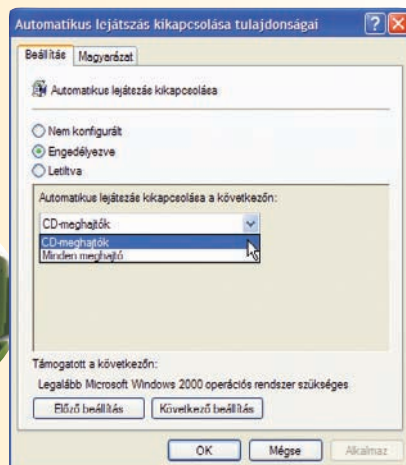 Automatikus lejátszás kikapcsolása tulajdonságai
Beállítás Magyarázat
Automatikus lejátszás kikapcsolása
Nem konfigurált
Engedélyezve
Letiltva
Automatikus lejátszás kikapcsolása a következőn:
CD-meghajtók
CD-meghajtók
Minden meghajtó
Támogatott a következőn:
Legalább Microsoft Windows 2000 operációs rendszer szükséges
Előző beállítás Következő beállítás
OK Mégse Alkalmaz